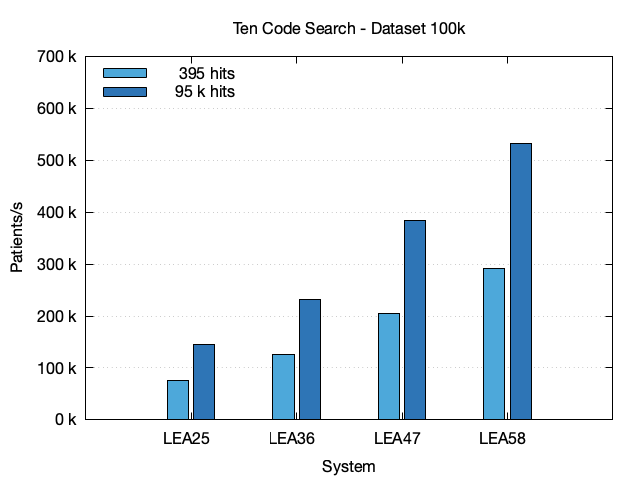 Ten Code Search - Dataset 100k
700 k
395 hits
95 k hits
600 k
500 k
400 k
300 k
200 k
100 k
0 k
Patients/s
LEA25 LEA36 LEA47 LEA58
System